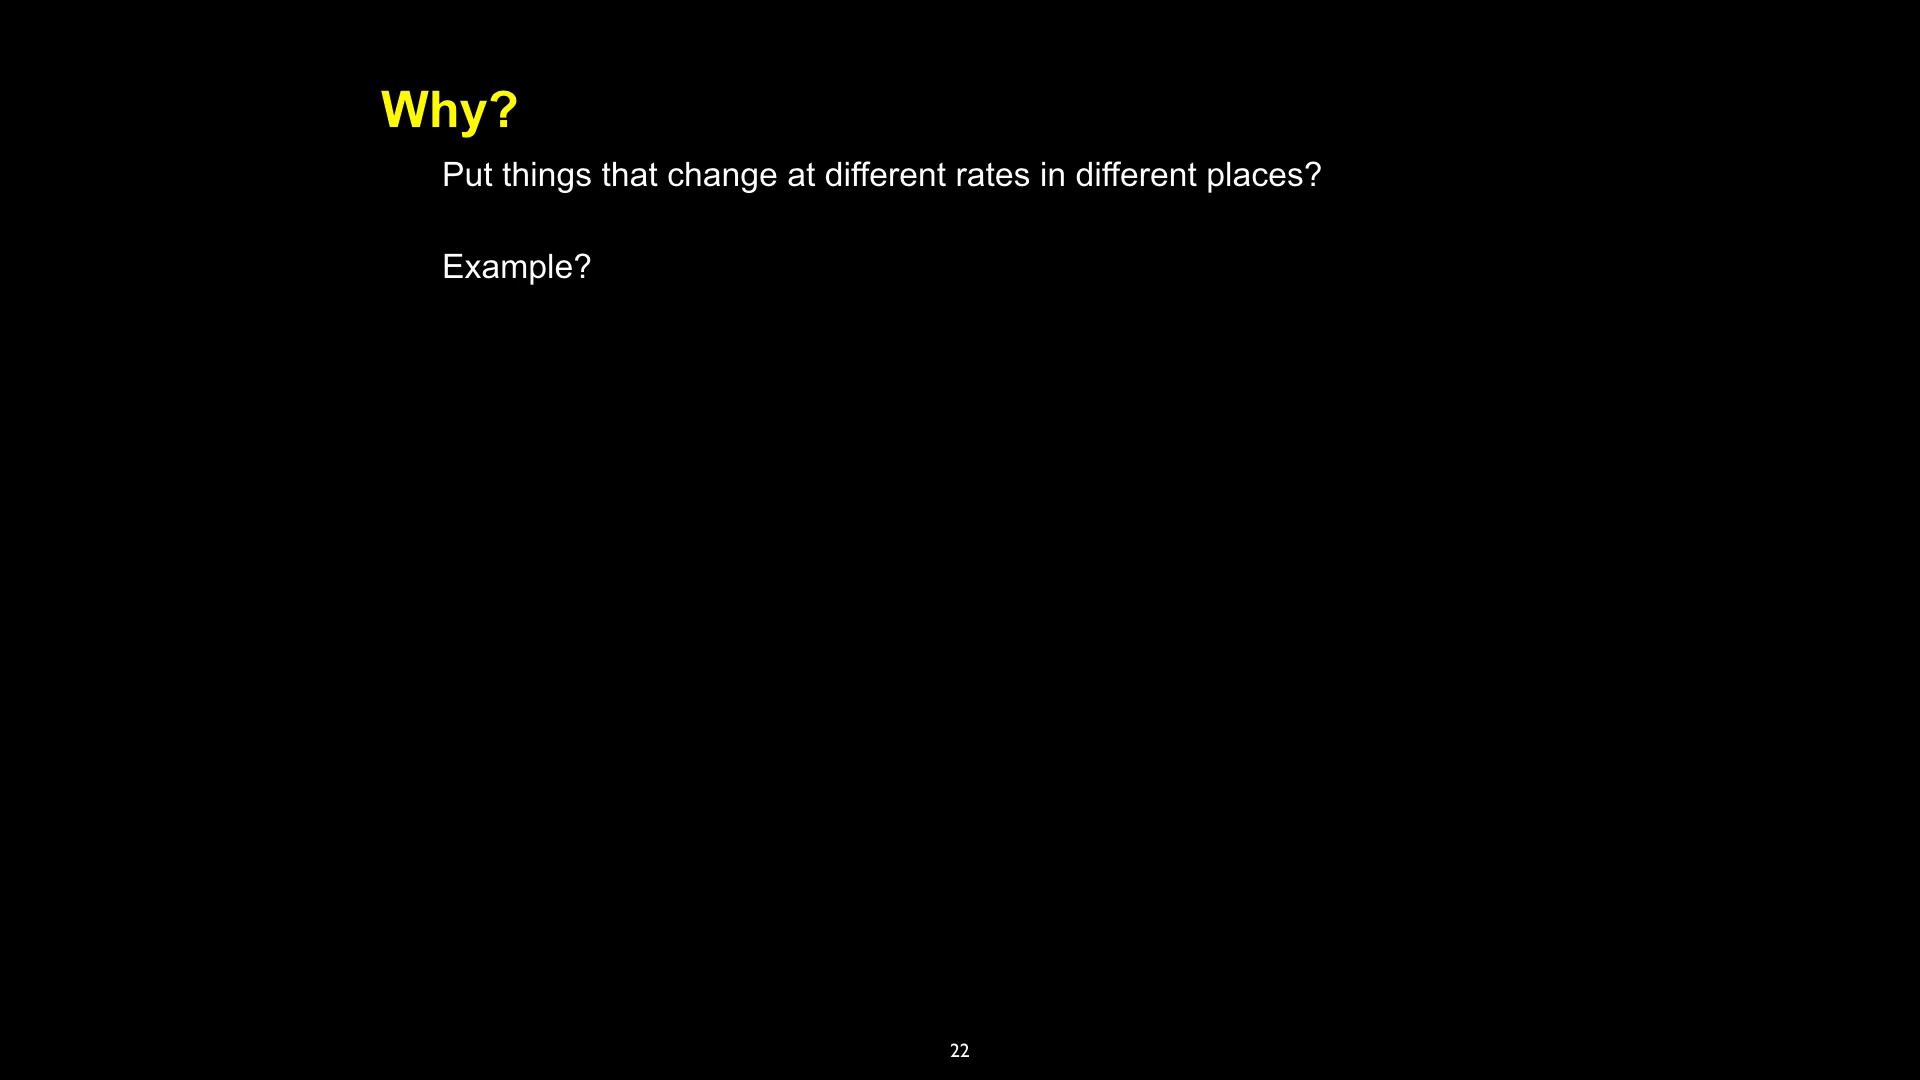 Why?
Put things that change at different rates in different places?
Example?
22